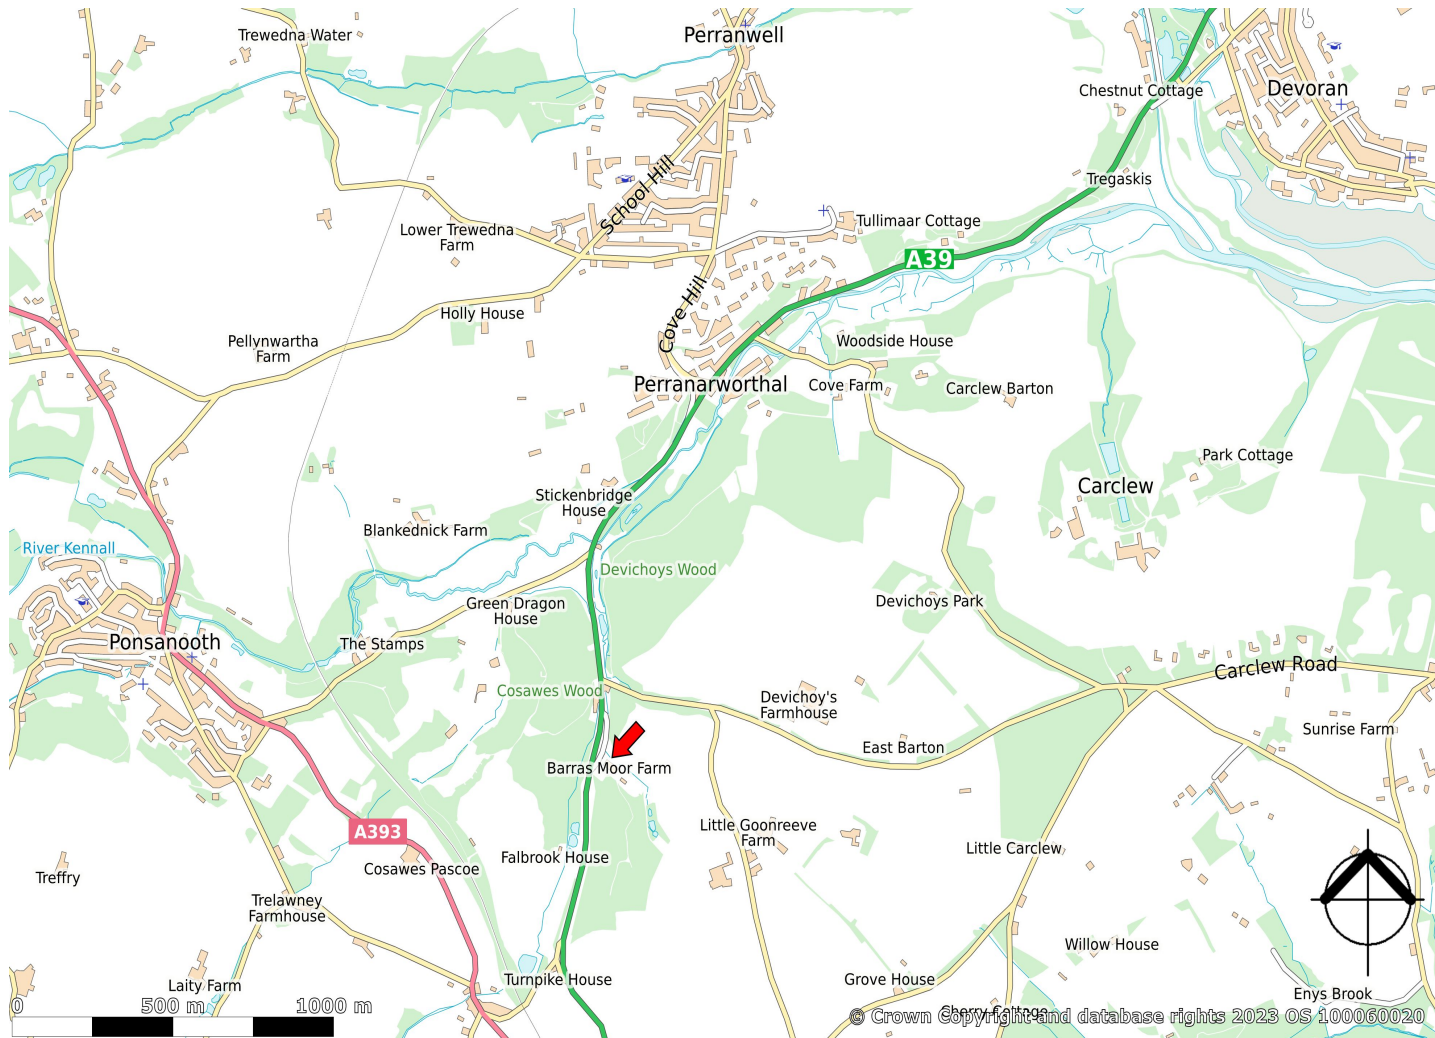 Trewedna Water
Perranwell
Chestnut Cottage
Devoran
School Hill
Tregaskis
Lower Trewedna
Farm
Tullimaar Cottage
A39
Cove Hill
Holly House
Pellynwartha
Farm
Woodside House
Perranarworthal
Cove Farm
Carclew Barton
Park Cottage
Carclew
Stickenbridge
House
Blankednick Farm
River Kennall
Devichoys Wood
Green Dragon
House
Devichoys Park
Ponsanooth
The Stamps
Carclew Road
Cosawes Wood
Devichoy's
Farmhouse
Sunrise Farm
East Barton
Barras Moor Farm
A393
Little Goonreeve
Farm
Little Carclew
Falbrook House
Cosawes Pascoe
Treffry
Trelawney
Farmhouse
Willow House
Turnpike House
Grove House
Laity Farm
Enys Brook
0 500 m 1000 m
Cherry Cottage
© Crown Copyright and database rights 2023 OS 100060020